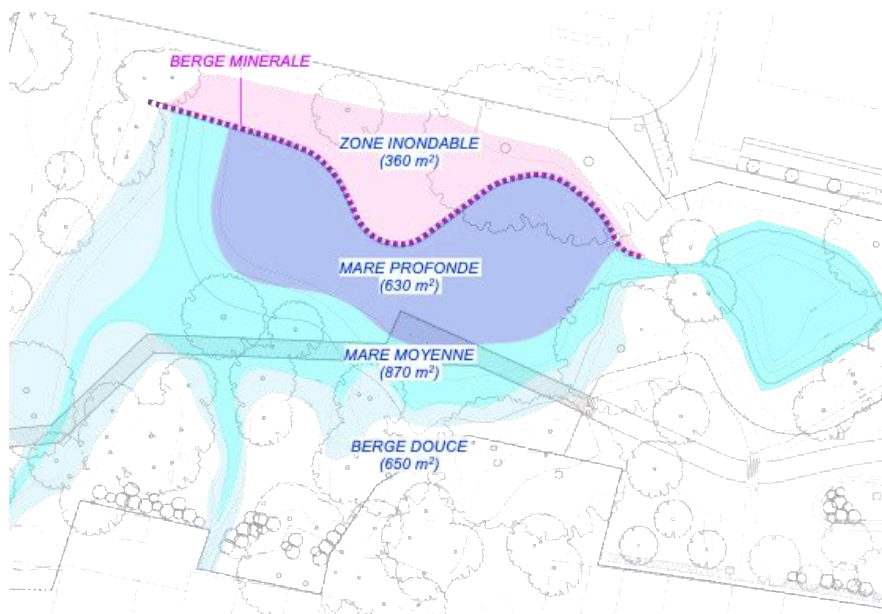 BERGE MINERALE
ZONE INONDABLE
(360 m²)
MARE PROFONDE
(630 m²)
MARE MOYENNE
(870 m²)
BERGE DOUCE
(650 m²)